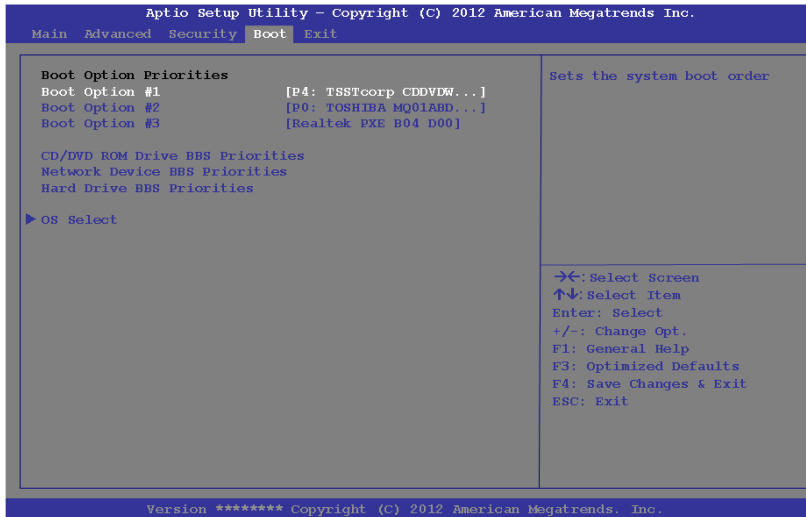 Aptio Setup Utility – Copyright (C) 2012 American Megatrends Inc.
Main Advanced Security Boot Exit
Boot Option Priorities
Boot Option #1 [P4: TSSTcorp CDDVDW...]
Boot Option #2 [P0: TOSHIBA MQ01ABD...]
Boot Option #3 [Realtek PXE B04 D00]
CD/DVD ROM Drive BBS Priorities
Network Device BBS Priorities
Hard Drive BBS Priorities
▶ OS Select
Sets the system boot order
→←: Select Screen
↑↓: Select Item
Enter: Select
+/-: Change Opt.
F1: General Help
F3: Optimized Defaults
F4: Save Changes & Exit
ESC: Exit
Version ******** Copyright (C) 2012 American Megatrends. Inc.